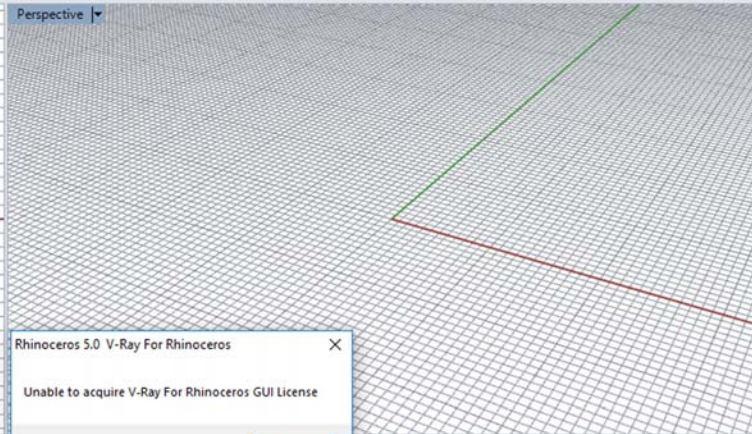 Perspective
Rhinoceros 5.0 V-Ray For Rhinoceros
Unable to acquire V-Ray For Rhinoceros GUI License